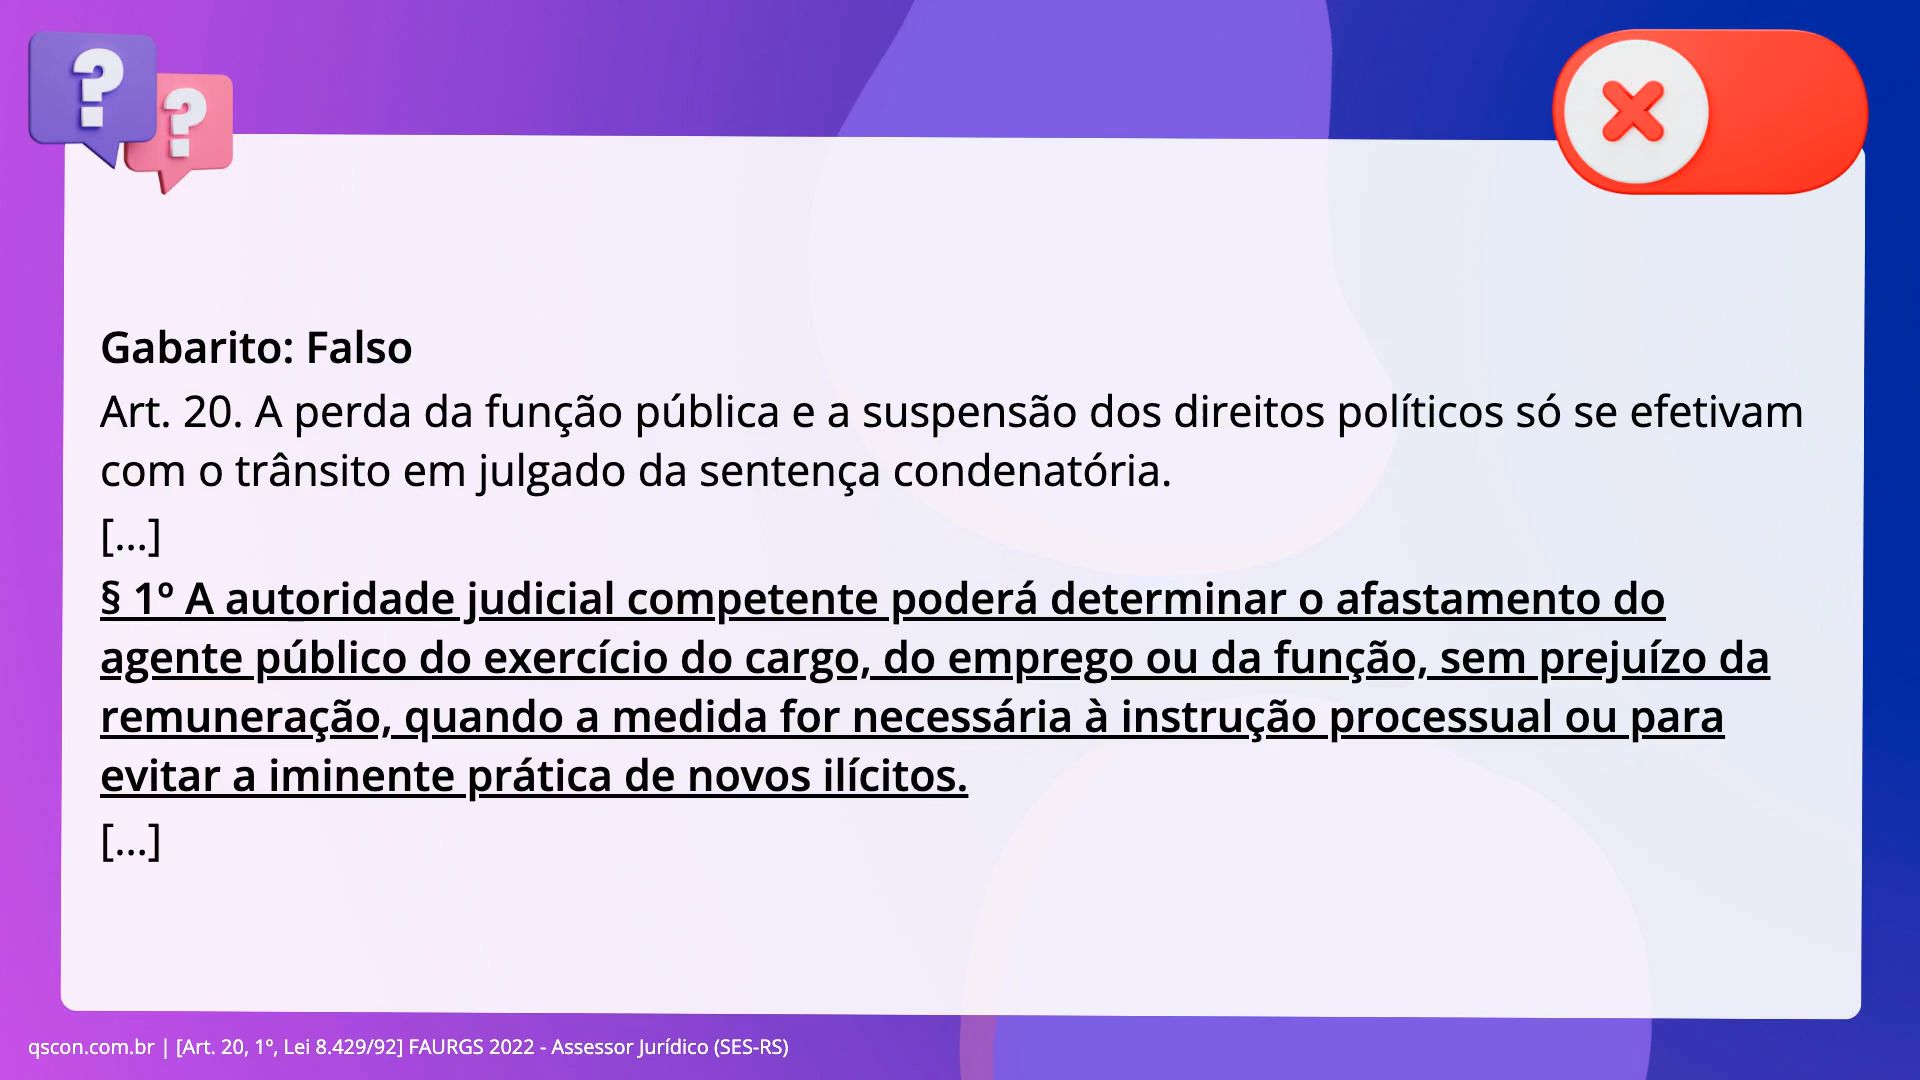 ? ?
Gabarito: Falso
Art. 20. A perda da função pública e a suspensão dos direitos políticos só se efetivam
com o trânsito em julgado da sentença condenatória.
[...]
§ 1º A autoridade judicial competente poderá determinar o afastamento do
agente público do exercício do cargo, do emprego ou da função, sem prejuízo da
remuneração, quando a medida for necessária à instrução processual ou para
evitar a iminente prática de novos ilícitos.
[...]
qscon.com.br | [Art. 20, 1°, Lei 8.429/92] FAURGS 2022 - Assessor Jurídico (SES-RS)